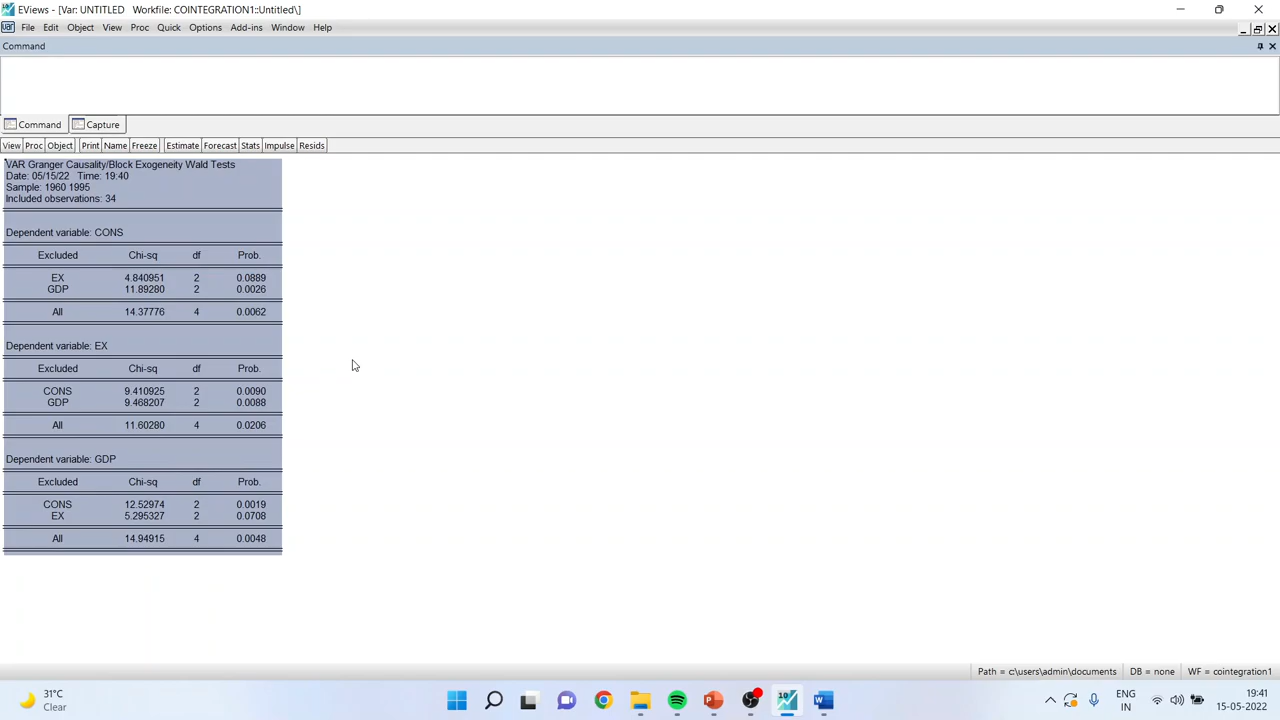 EViews - [Var: UNTITLED   Workfile: COINTEGRATION1::Untitled\]
File Edit Object View Proc Quick Options Add-ins Window Help
Command
Command Capture
View Proc Object Print Name Freeze Estimate Forecast Stats Impulse Resids
VAR Granger Causality/Block Exogeneity Wald Tests
Date: 05/15/22   Time: 19:40
Sample: 1960 1995
Included observations: 34
Dependent variable: CONS
Excluded Chi-sq df Prob.
EX 4.840951 2 0.0889
GDP 11.89280 2 0.0026
All 14.37776 4 0.0062
Dependent variable: EX
Excluded Chi-sq df Prob.
CONS 9.410925 2 0.0090
GDP 9.468207 2 0.0088
All 11.60280 4 0.0206
Dependent variable: GDP
Excluded Chi-sq df Prob.
CONS 12.52974 2 0.0019
EX 5.295327 2 0.0708
All 14.94915 4 0.0048
Path = c:\users\admin\documents DB = none WF = cointegration1
31°C
Clear
10
ENG
IN
19:41
15-05-2022